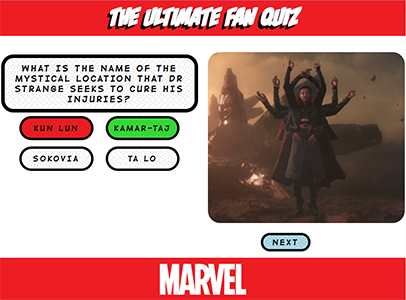 THE ULTIMATE FAN QUIZ
WHAT IS THE NAME OF THE
MYSTICAL LOCATION THAT DR
STRANGE SEEKS TO CURE HIS
INJURIES?
KUN LUN
KAMAR-TAJ
SOKOVIA
TA LO
NEXT
MARVEL